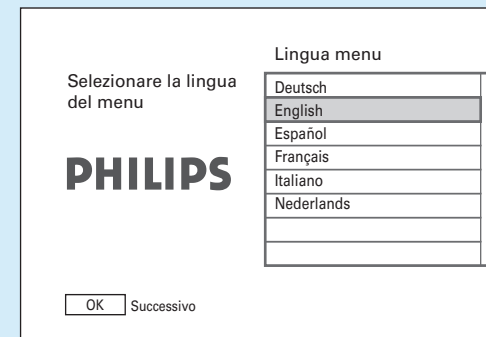 Lingua menu
Selezionare la lingua
del menu
Deutsch
English
Español
Français
Italiano
Nederlands
PHILIPS
OK Successivo